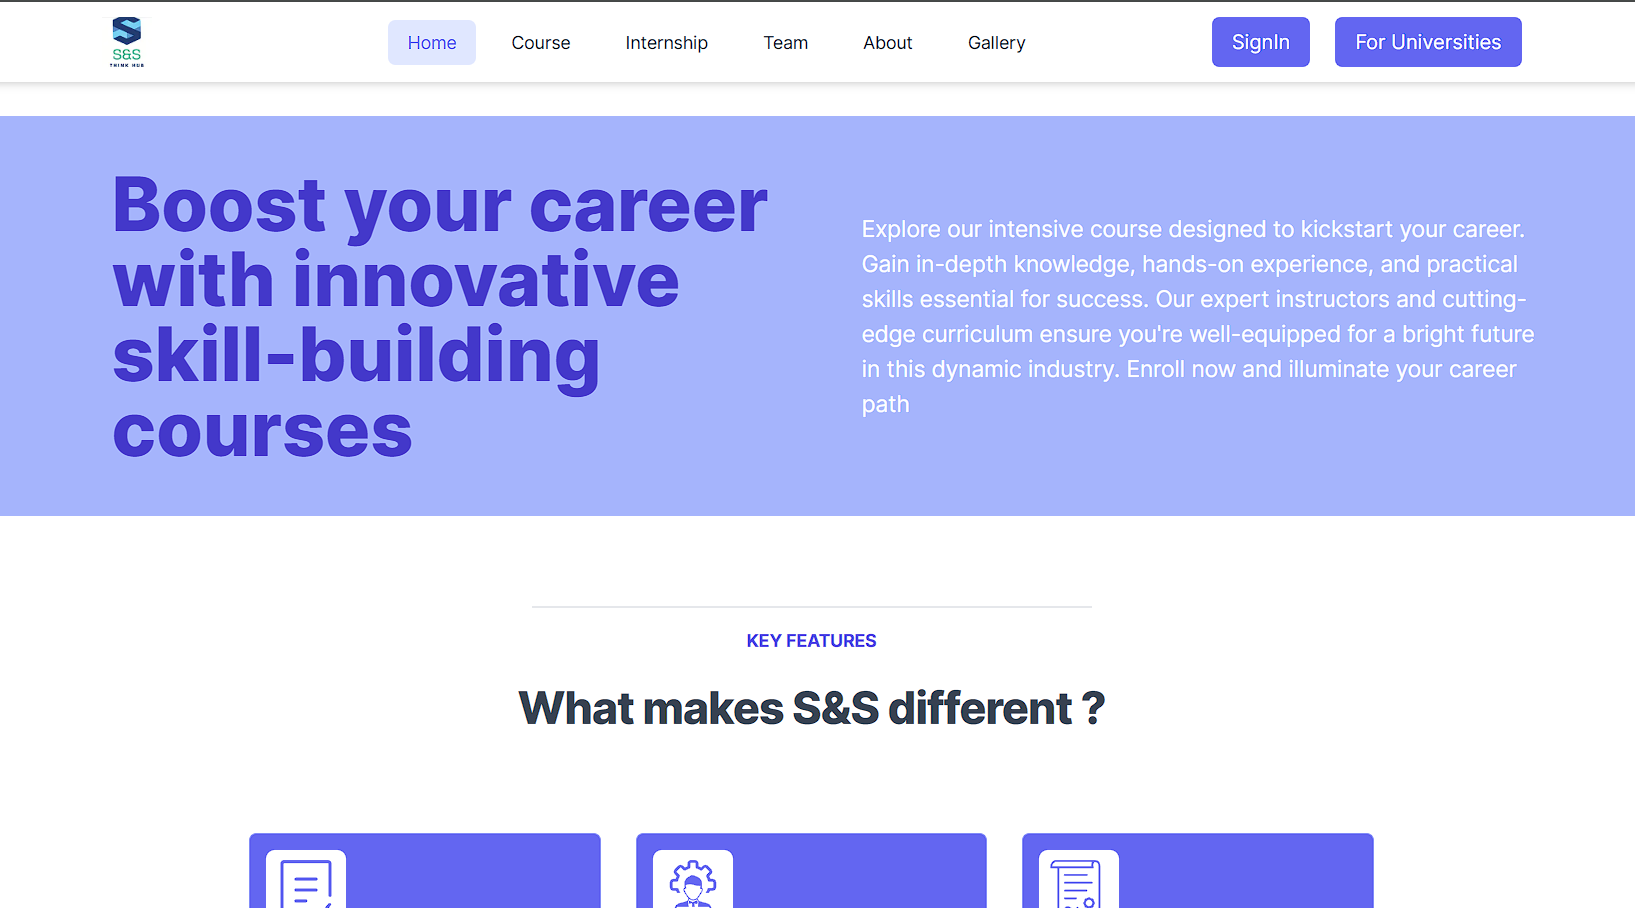 S&S
THINK HUB
Home
Course
Internship
Team
About
Gallery
SignIn
For Universities
Boost your career
with innovative
skill-building
courses
Explore our intensive course designed to kickstart your career.
Gain in-depth knowledge, hands-on experience, and practical
skills essential for success. Our expert instructors and cutting-
edge curriculum ensure you're well-equipped for a bright future
in this dynamic industry. Enroll now and illuminate your career
path
KEY FEATURES
What makes S&S different ?